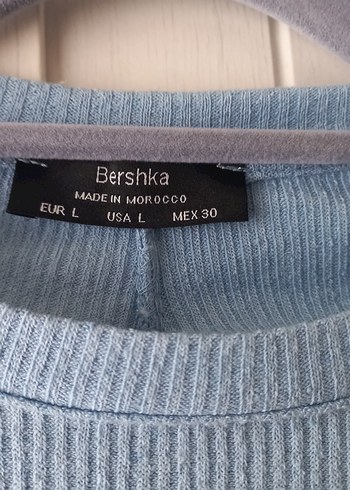 Bershka
MADE IN MOROCCO
EUR L USA L MEX 30